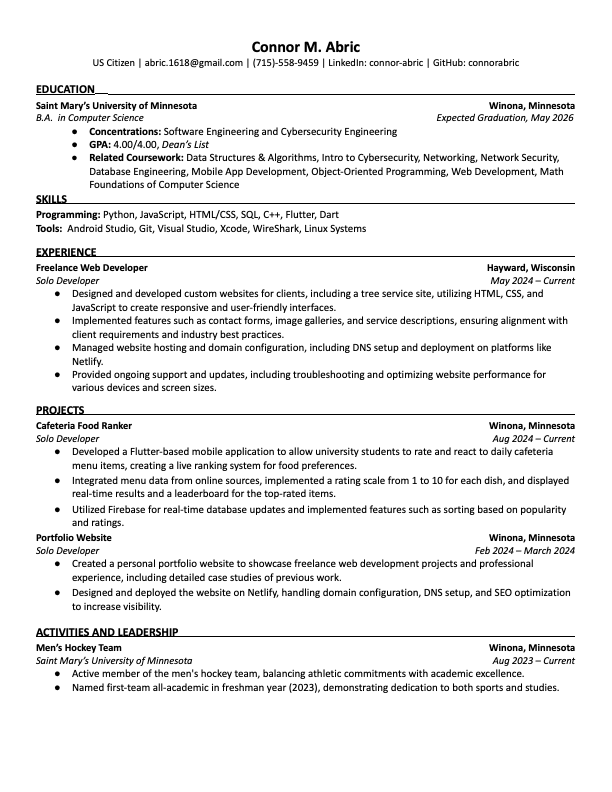 Connor M. Abric
US Citizen | abric.1618@gmail.com | (715)-558-9459 | LinkedIn: connor-abric | GitHub: connorabric
EDUCATION
Saint Mary's University of Minnesota Winona, Minnesota
B.A. in Computer Science Expected Graduation, May 2026
● Concentrations: Software Engineering and Cybersecurity Engineering
● GPA: 4.00/4.00, Dean's List
● Related Coursework: Data Structures & Algorithms, Intro to Cybersecurity, Networking, Network Security,
Database Engineering, Mobile App Development, Object-Oriented Programming, Web Development, Math
Foundations of Computer Science
SKILLS
Programming: Python, JavaScript, HTML/CSS, SQL, C++, Flutter, Dart
Tools: Android Studio, Git, Visual Studio, Xcode, WireShark, Linux Systems
EXPERIENCE
Freelance Web Developer Hayward, Wisconsin
Solo Developer May 2024 – Current
● Designed and developed custom websites for clients, including a tree service site, utilizing HTML, CSS, and
JavaScript to create responsive and user-friendly interfaces.
● Implemented features such as contact forms, image galleries, and service descriptions, ensuring alignment with
client requirements and industry best practices.
● Managed website hosting and domain configuration, including DNS setup and deployment on platforms like
Netlify.
● Provided ongoing support and updates, including troubleshooting and optimizing website performance for
various devices and screen sizes.
PROJECTS
Cafeteria Food Ranker Winona, Minnesota
Solo Developer Aug 2024 – Current
● Developed a Flutter-based mobile application to allow university students to rate and react to daily cafeteria
menu items, creating a live ranking system for food preferences.
● Integrated menu data from online sources, implemented a rating scale from 1 to 10 for each dish, and displayed
real-time results and a leaderboard for the top-rated items.
● Utilized Firebase for real-time database updates and implemented features such as sorting based on popularity
and ratings.
Portfolio Website Winona, Minnesota
Solo Developer Feb 2024 – March 2024
● Created a personal portfolio website to showcase freelance web development projects and professional
experience, including detailed case studies of previous work.
● Designed and deployed the website on Netlify, handling domain configuration, DNS setup, and SEO optimization
to increase visibility.
ACTIVITIES AND LEADERSHIP
Men's Hockey Team Winona, Minnesota
Saint Mary's University of Minnesota Aug 2023 – Current
● Active member of the men's hockey team, balancing athletic commitments with academic excellence.
● Named first-team all-academic in freshman year (2023), demonstrating dedication to both sports and studies.